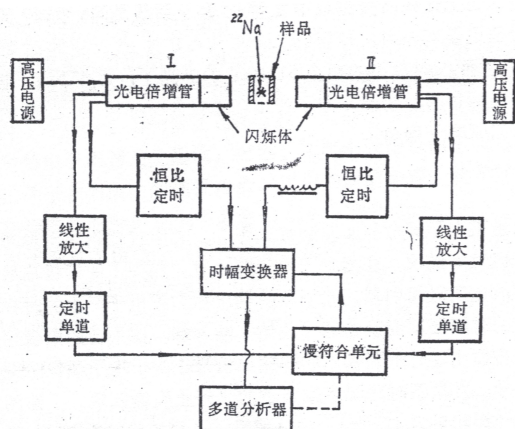 ²²Na
样品
I
II
高压电源
光电倍增管
光电倍增管
高压电源
闪烁体
恒比
定时
恒比
定时
线性
放大
线性
放大
时幅变换器
定时
单道
定时
单道
慢符合单元
多道分析器